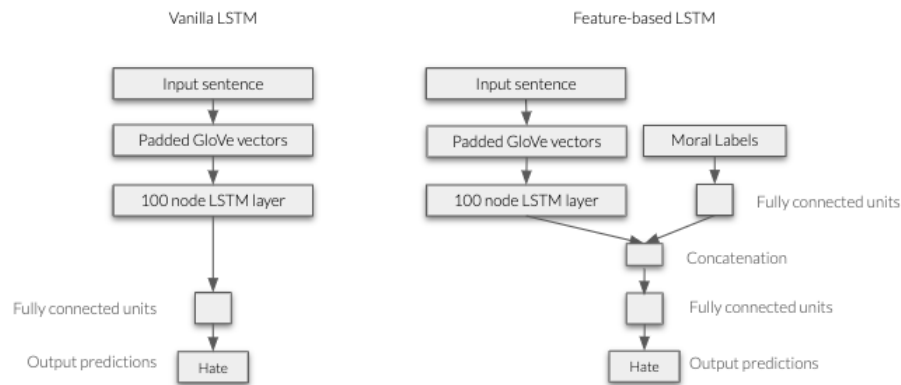 Vanilla LSTM
Input sentence
Padded GloVe vectors
100 node LSTM layer
Fully connected units
Output predictions
Hate
Feature-based LSTM
Input sentence
Padded GloVe vectors
Moral Labels
100 node LSTM layer
Fully connected units
Concatenation
Fully connected units
Hate
Output predictions